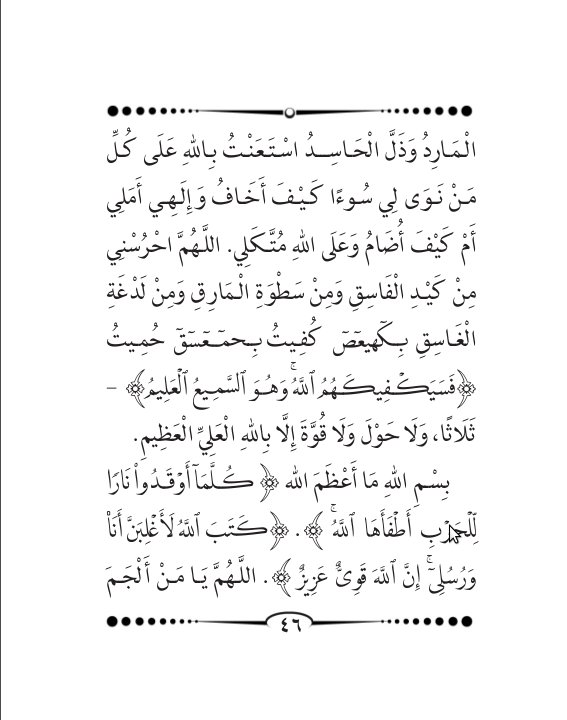 الْمَارِدُ وَذَلَّ الْحَاسِدُ اسْتَعَنْتُ بِاللهِ عَلَى كُلِّ
مَنْ نَوَى لِي سُوءًا كَيْفَ أَخَافُ وَإِلَهِي أَمَلِي
أَمْ كَيْفَ أُضَامُ وَعَلَى اللهِ مُتَّكَلِي. اللَّهُمَّ احْرُسْنِي
مِنْ كَيْدِ الْفَاسِقِ وَمِنْ سَطْوَةِ الْمَارِقِ وَمِنْ لَدْغَةِ
الْغَاسِقِ بِكٓهيعٓصٓ كُفِيتُ بِحمٓعٓسٓقٓ حُمِيتُ
﴿فَسَيَكْفِيكَهُمُ ٱللَّهُ ۚ وَهُوَ ٱلسَّمِيعُ ٱلْعَلِيمُ﴾ –
ثَلَاثًا، وَلَا حَوْلَ وَلَا قُوَّةَ إِلَّا بِاللهِ الْعَلِيِّ الْعَظِيمِ.
بِسْمِ اللهِ مَا أَعْظَمَ الله ﴿ كُلَّمَآ أَوْقَدُوا۟ نَارًا
لِّلْحَرْبِ أَطْفَأَهَا ٱللَّهُ ۚ ﴾. ﴿كَتَبَ ٱللَّهُ لَأَغْلِبَنَّ أَنَا۠
وَرُسُلِىٓ ۚ إِنَّ ٱللَّهَ قَوِىٌّ عَزِيزٌ ﴾. اللَّهُمَّ يَا مَنْ أَلْجَمَ
٤٦